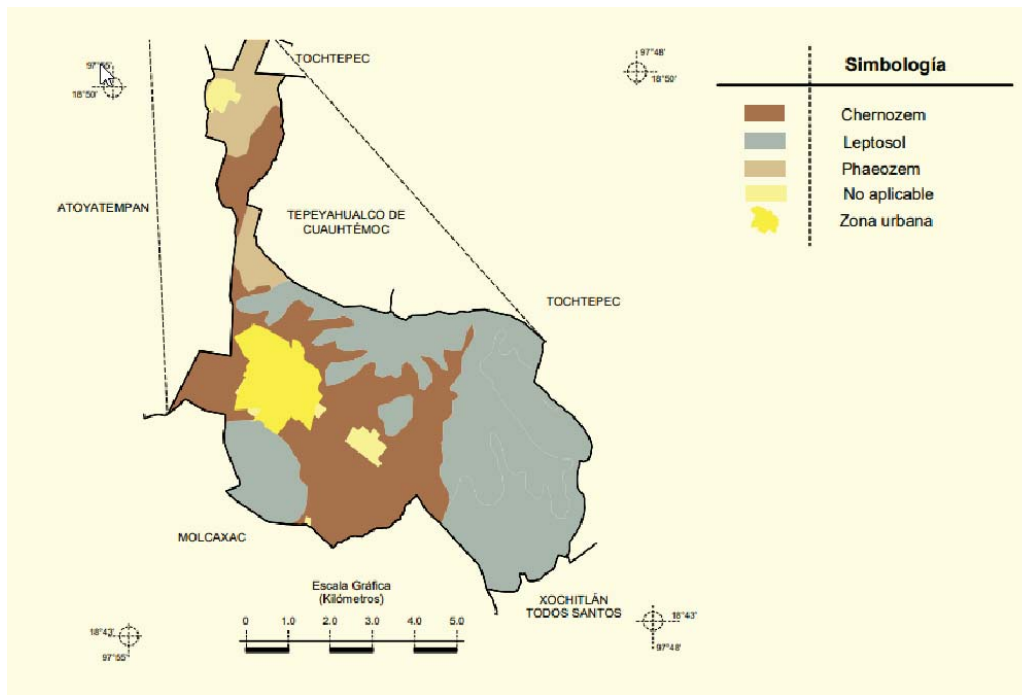 TOCHTEPEC
97°48'
18°50'
18°50'
Simbología
Chernozem
Leptosol
Phaeozem
No aplicable
Zona urbana
ATOYATEMPAN
TEPEYAHUALCO DE
CUAUHTÉMOC
TOCHTEPEC
MOLCAXAC
Escala Gráfica
(Kilómetros)
0 1.0 2.0 3.0 4.0 5.0
XOCHITLÁN
TODOS SANTOS
18°43'
97°55'
18°43'
97°48'